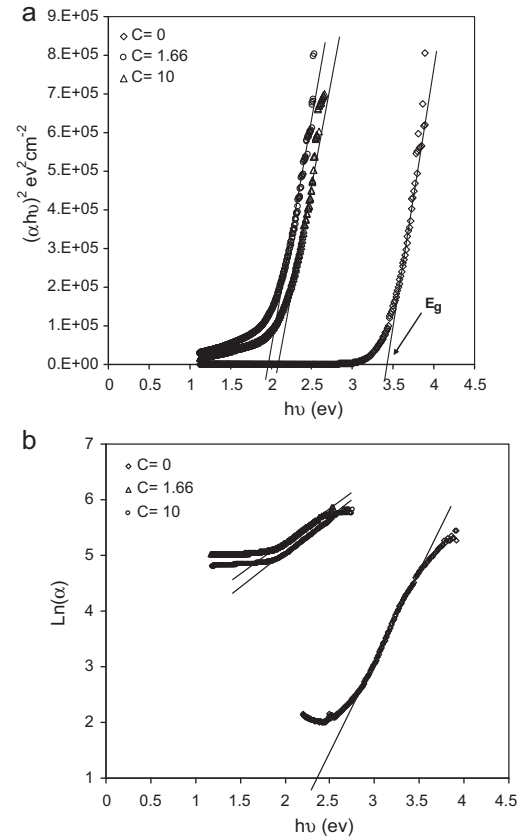 a
◇ C= 0
○ C= 1.66
△ C= 10
9.E+05
8.E+05
7.E+05
6.E+05
5.E+05
4.E+05
3.E+05
2.E+05
1.E+05
0.E+00
(αhυ)² ev²cm⁻²
E_g
0 0.5 1 1.5 2 2.5 3 3.5 4 4.5
hυ (ev)
b
◇ C= 0
△ C= 1.66
○ C= 10
7
6
5
4
3
2
1
Ln(α)
0 0.5 1 1.5 2 2.5 3 3.5 4 4.5
hυ (ev)